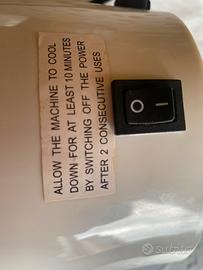 ALLOW THE MACHINE TO COOL
DOWN FOR AT LEAST 10 MINUTES
BY SWITCHING OFF THE POWER
AFTER 2 CONSECUTIVE USES
O
Subito